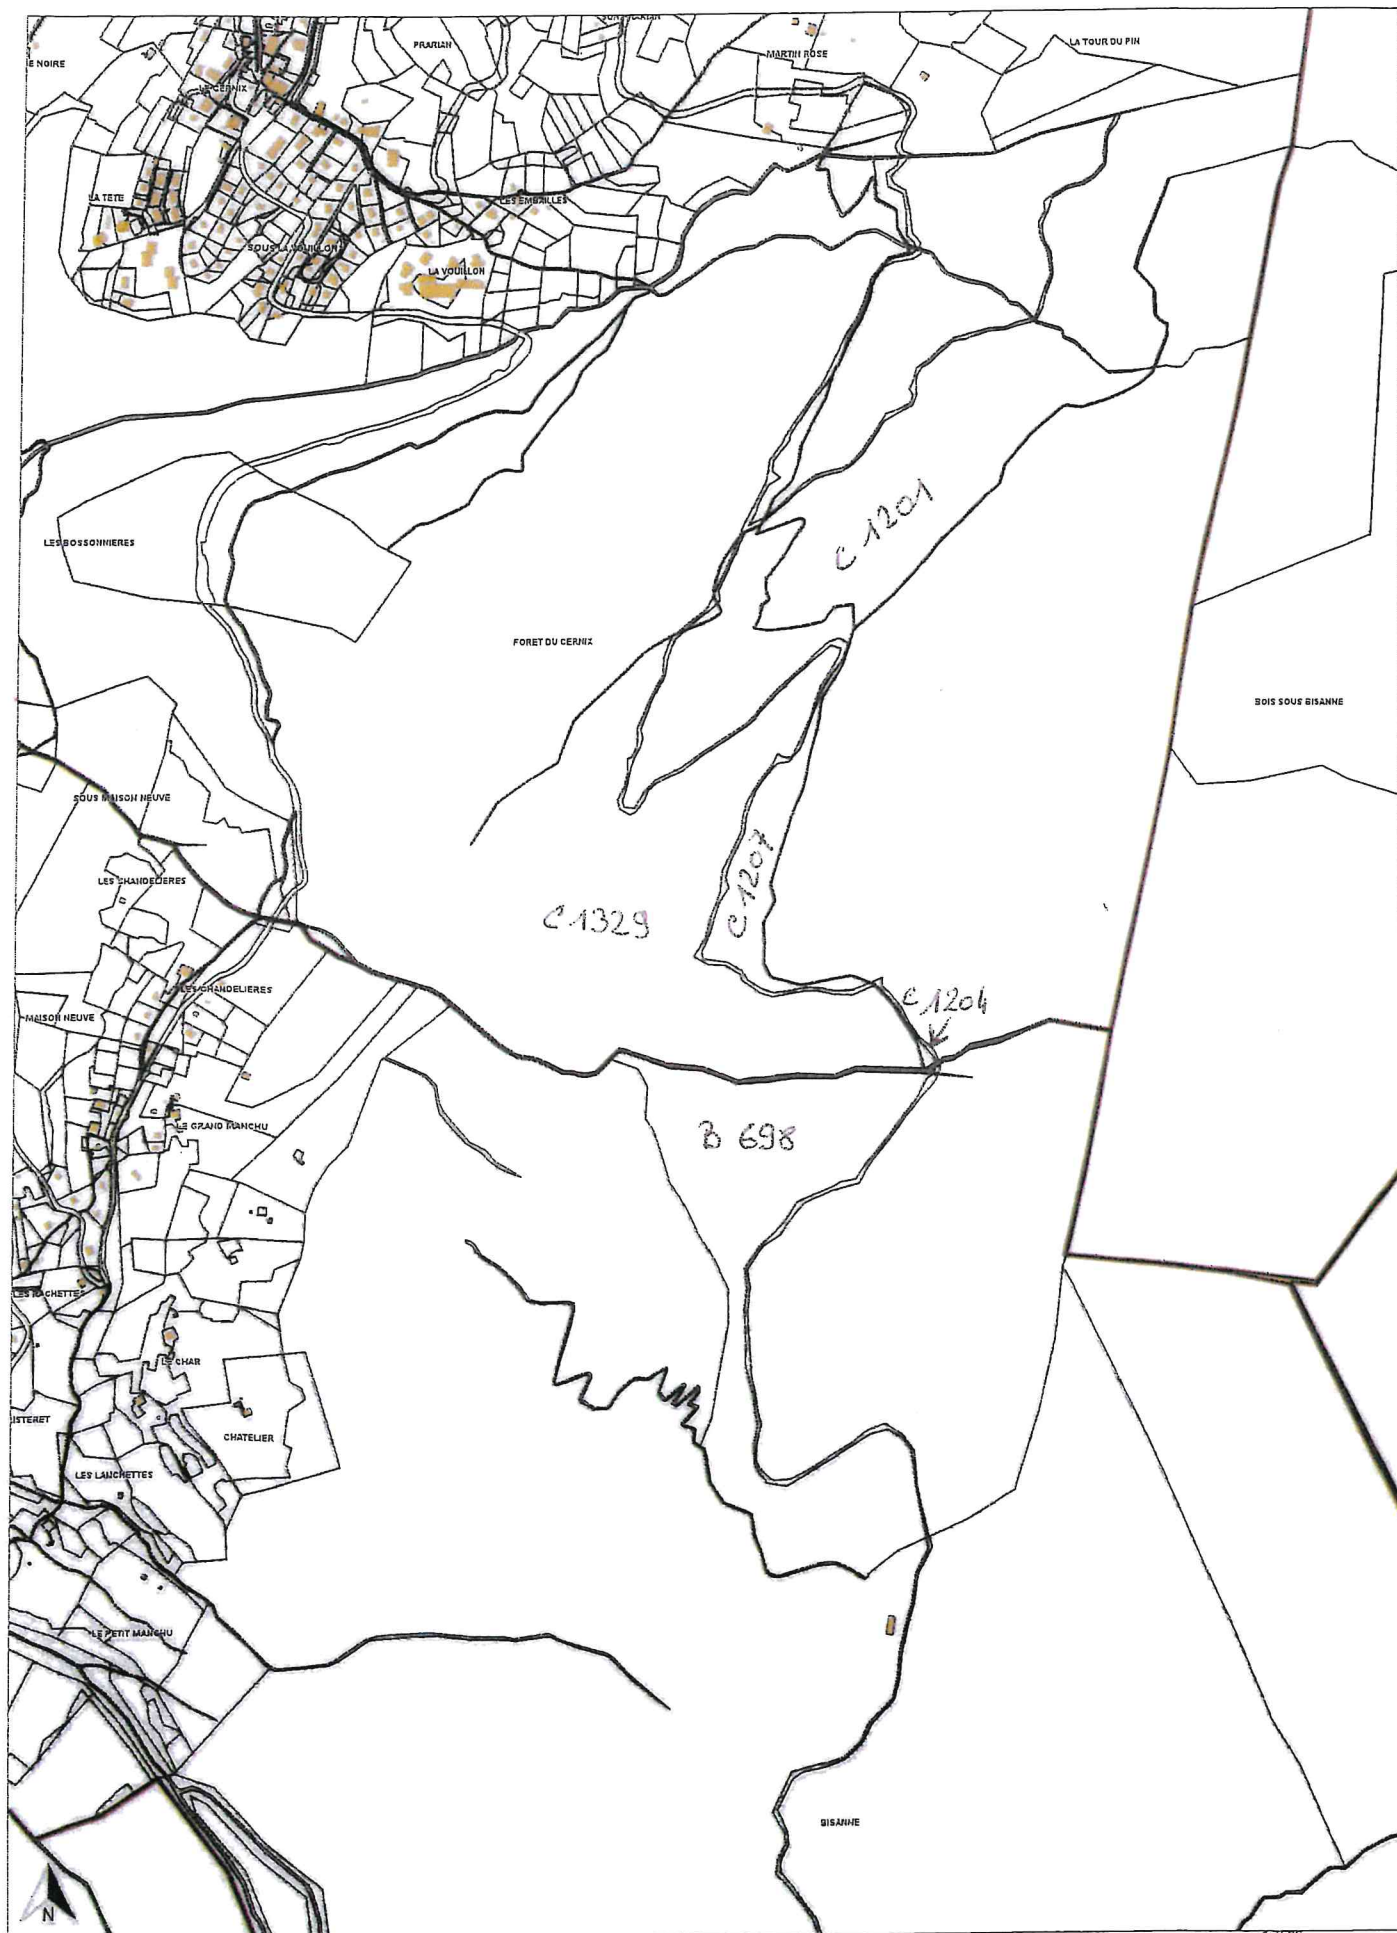 PRARIAN
MARTIN ROSE
LA TOUR DU PIN
E NOIRE
LE CERNIX
LA TETE
LES EMBAILLES
SOUS LA VOUILLON
LA VOUILLON
C 1201
LES BOSSONNIERES
FORET DU CERNIX
BOIS SOUS BISANNE
SOUS MAISON NEUVE
LES CHANDELIERES
C 1207
C 1329
LES CHANDELIERES
C 1204
MAISON NEUVE
LE GRAND MANCHU
B 698
LES RACHETTES
LE CHAR
ISTERET
CHATELIER
LES LANCHETTES
LE PETIT MANCHU
BISANNE
N